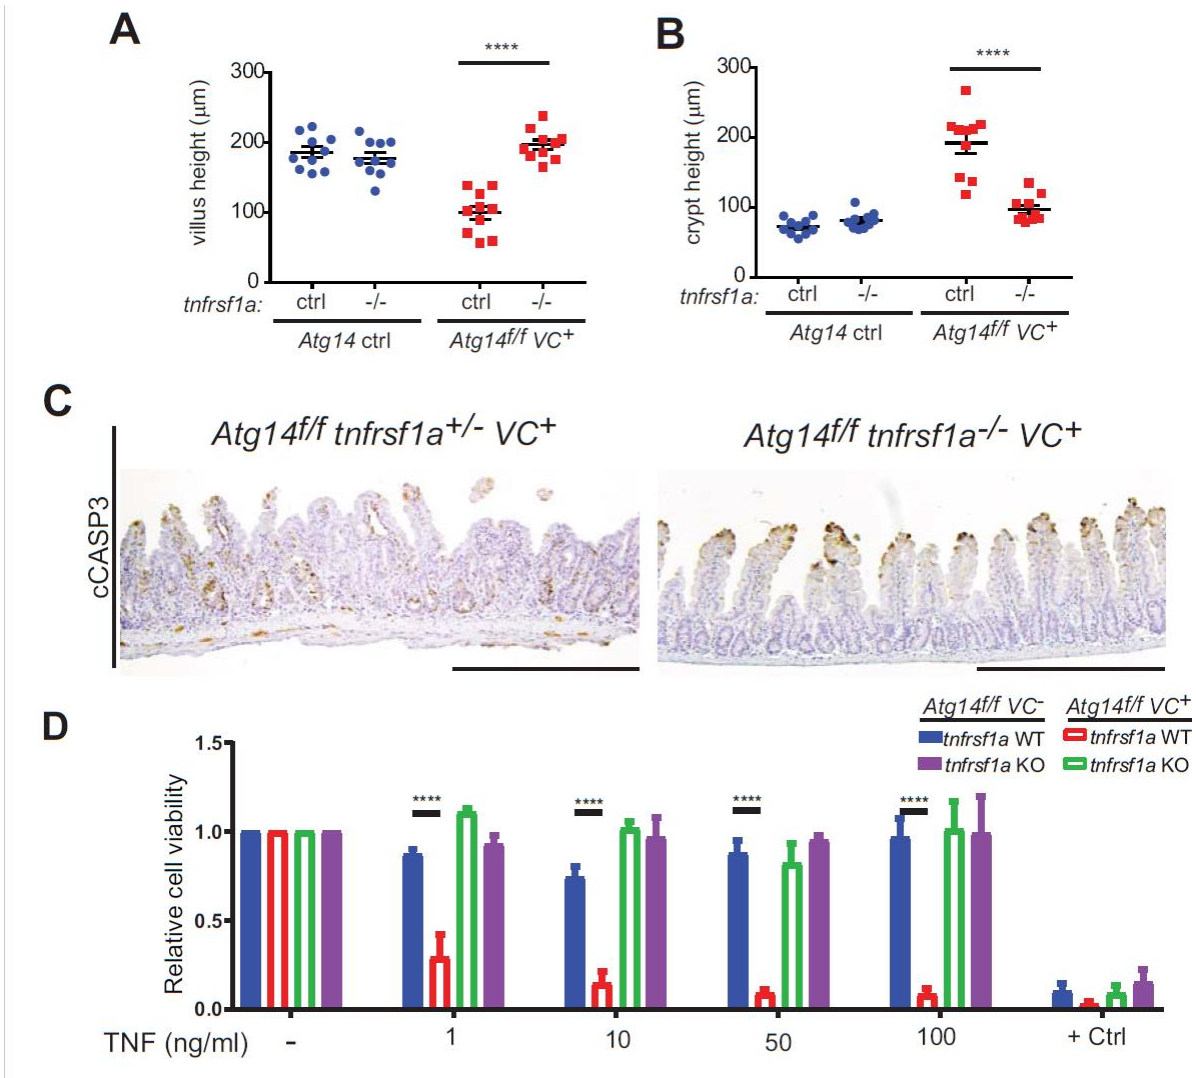 A
****
villus height (μm)
300
200
100
0
tnfrsf1a:
ctrl
-/-
ctrl
-/-
Atg14 ctrl
Atg14f/f VC+
B
****
crypt height (μm)
300
200
100
0
tnfrsf1a:
ctrl
-/-
ctrl
-/-
Atg14 ctrl
Atg14f/f VC+
C
Atg14f/f tnfrsf1a+/- VC+
Atg14f/f tnfrsf1a-/- VC+
cCASP3
D
Atg14f/f VC-
Atg14f/f VC+
tnfrsf1a WT
tnfrsf1a WT
tnfrsf1a KO
tnfrsf1a KO
Relative cell viability
1.5
1.0
0.5
0.0
****
****
****
****
TNF (ng/ml)
-
1
10
50
100
+ Ctrl